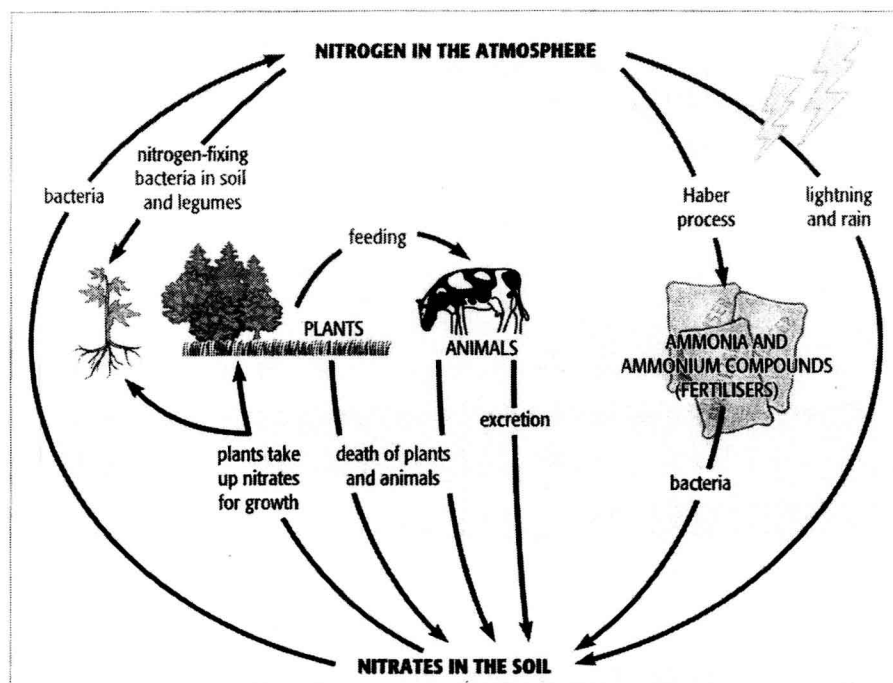 NITROGEN IN THE ATMOSPHERE
nitrogen-fixing
bacteria in soil
and legumes
bacteria
Haber
process
lightning
and rain
feeding
PLANTS
ANIMALS
AMMONIA AND
AMMONIUM COMPOUNDS
(FERTILISERS)
excretion
plants take
up nitrates
for growth
death of plants
and animals
bacteria
NITRATES IN THE SOIL